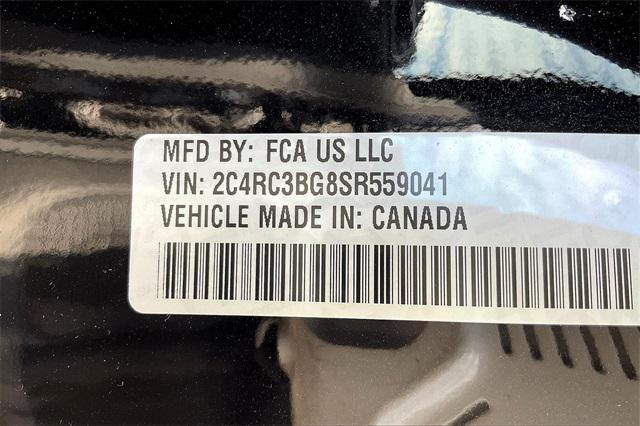 MFD BY: FCA US LLC
VIN: 2C4RC3BG8SR559041
VEHICLE MADE IN: CANADA